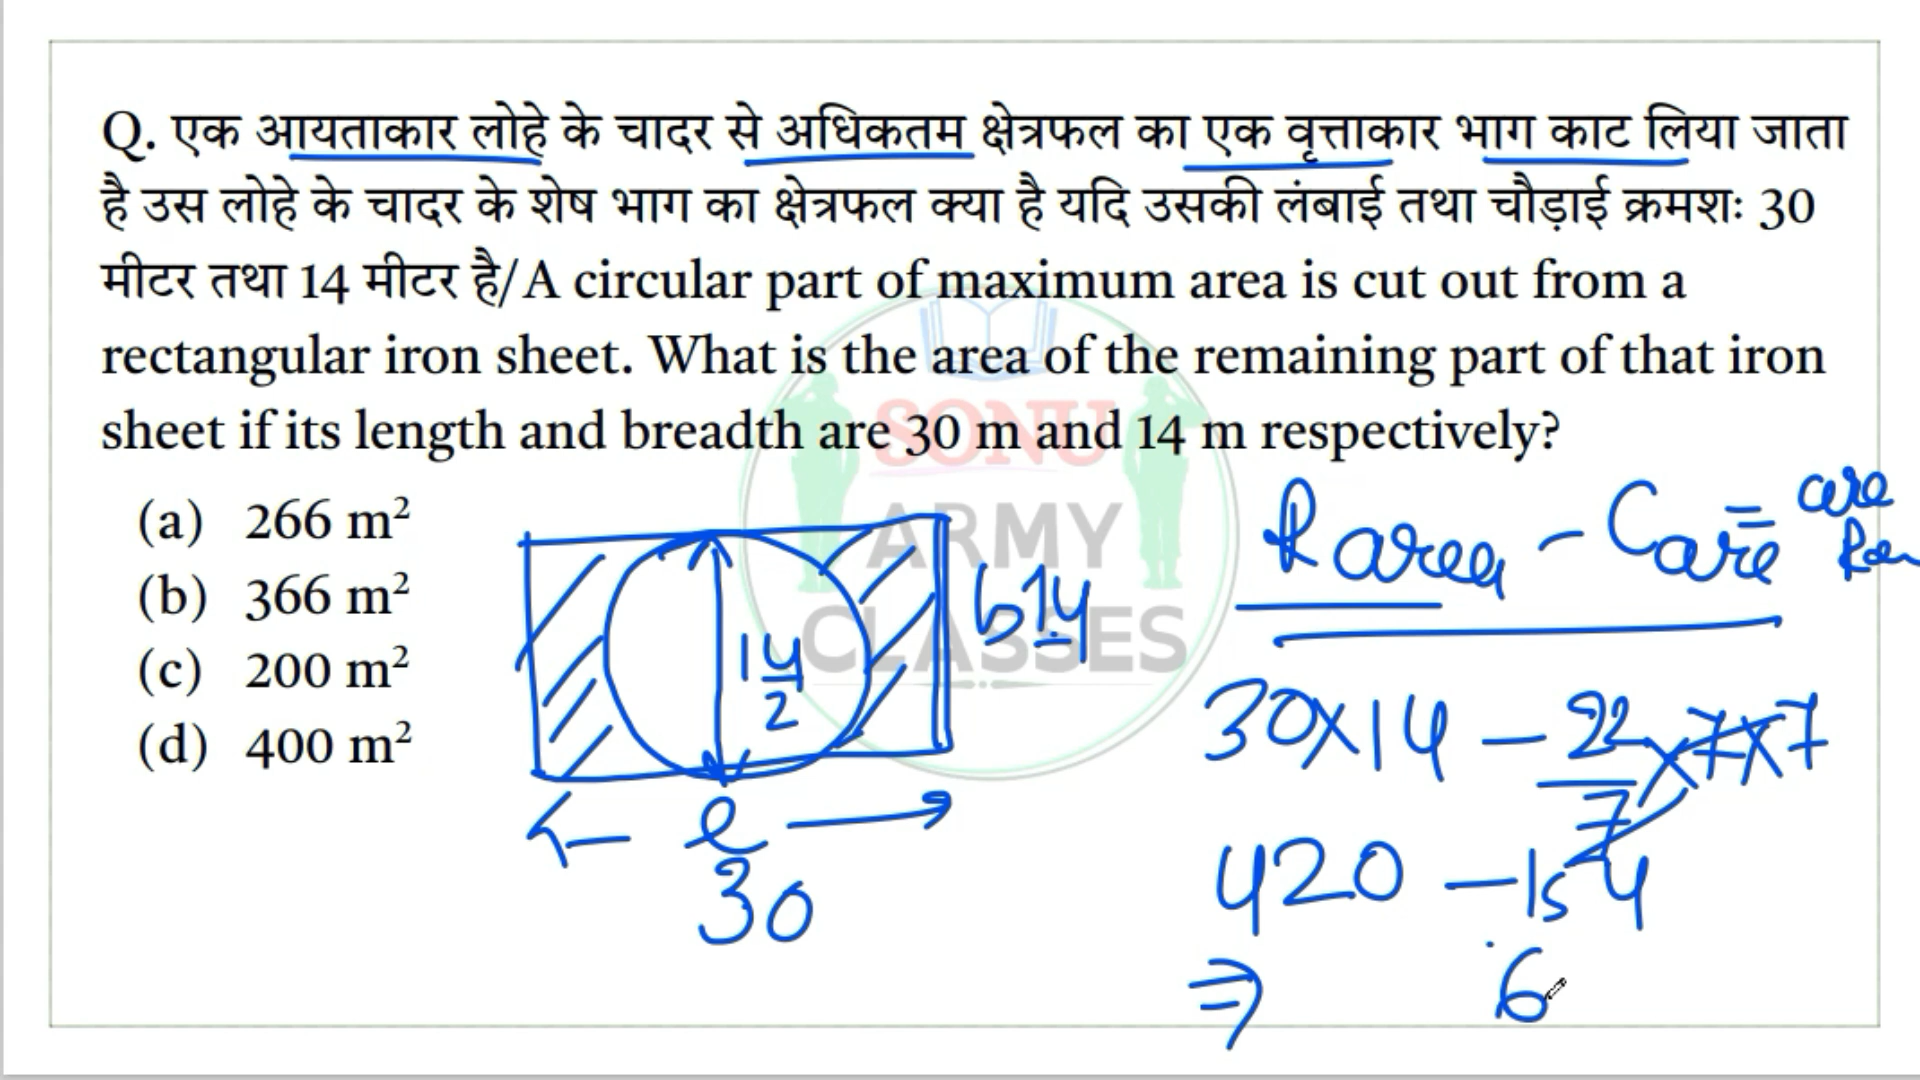 Q. एक आयताकार लोहे के चादर से अधिकतम क्षेत्रफल का एक वृत्ताकार भाग काट लिया जाता
है उस लोहे के चादर के शेष भाग का क्षेत्रफल क्या है यदि उसकी लंबाई तथा चौड़ाई क्रमशः 30
मीटर तथा 14 मीटर है/A circular part of maximum area is cut out from a
rectangular iron sheet. What is the area of the remaining part of that iron
sheet if its length and breadth are 30 m and 14 m respectively?
(a) 266 m²
(b) 366 m²
(c) 200 m²
(d) 400 m²
SONU
ARMY
CLASSES
14
2
b 14
30
R area - Care =
30×14 - 22 × 7×7
7
420 - 154
⇒ 6